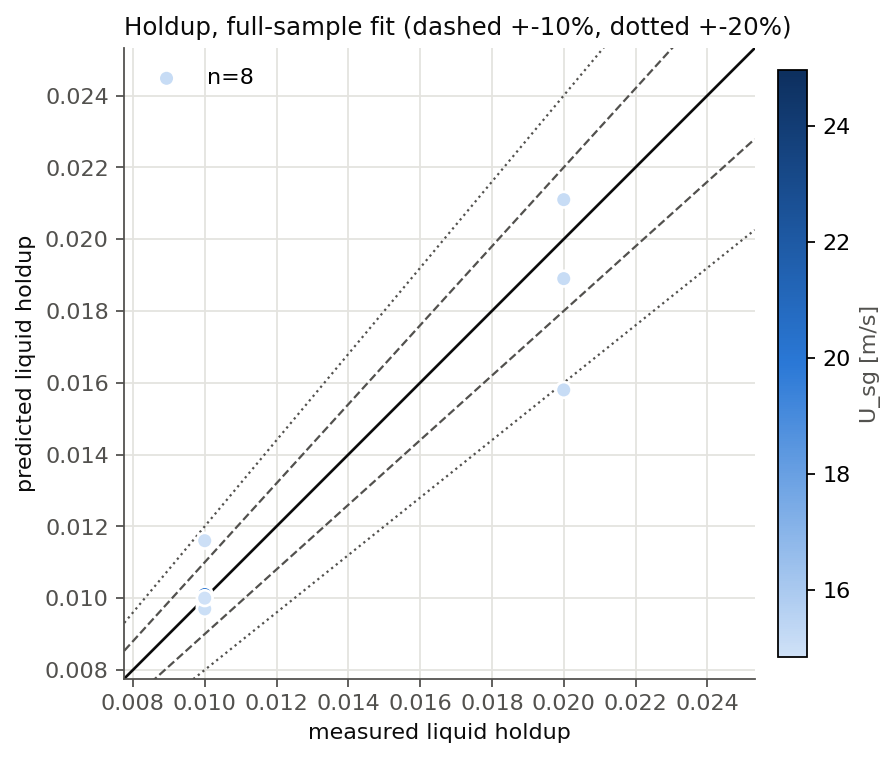 Holdup, full-sample fit (dashed +-10%, dotted +-20%)
n=8
0.024
0.022
0.020
0.018
0.016
0.014
0.012
0.010
0.008
predicted liquid holdup
0.008 0.010 0.012 0.014 0.016 0.018 0.020 0.022 0.024
measured liquid holdup
24
22
20
18
16
U_sg [m/s]